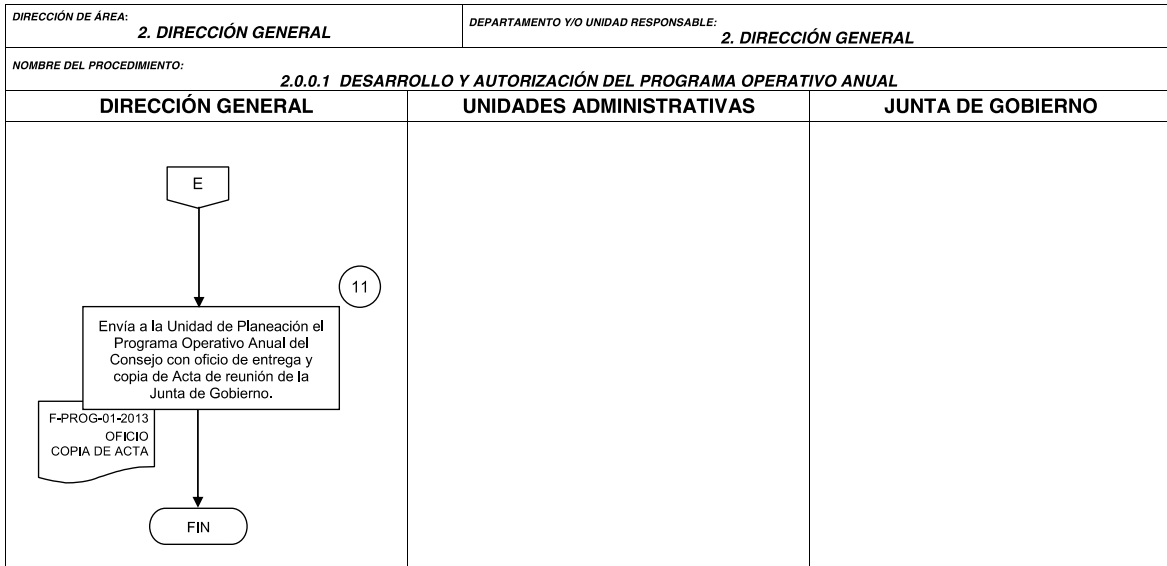 DIRECCIÓN DE ÁREA:
2. DIRECCIÓN GENERAL
DEPARTAMENTO Y/O UNIDAD RESPONSABLE:
2. DIRECCIÓN GENERAL
NOMBRE DEL PROCEDIMIENTO:
2.0.0.1 DESARROLLO Y AUTORIZACIÓN DEL PROGRAMA OPERATIVO ANUAL
DIRECCIÓN GENERAL
UNIDADES ADMINISTRATIVAS
JUNTA DE GOBIERNO
E
11
Envía a la Unidad de Planeación el
Programa Operativo Anual del
Consejo con oficio de entrega y
copia de Acta de reunión de la
Junta de Gobierno.
F-PROG-01-2013
OFICIO
COPIA DE ACTA
FIN